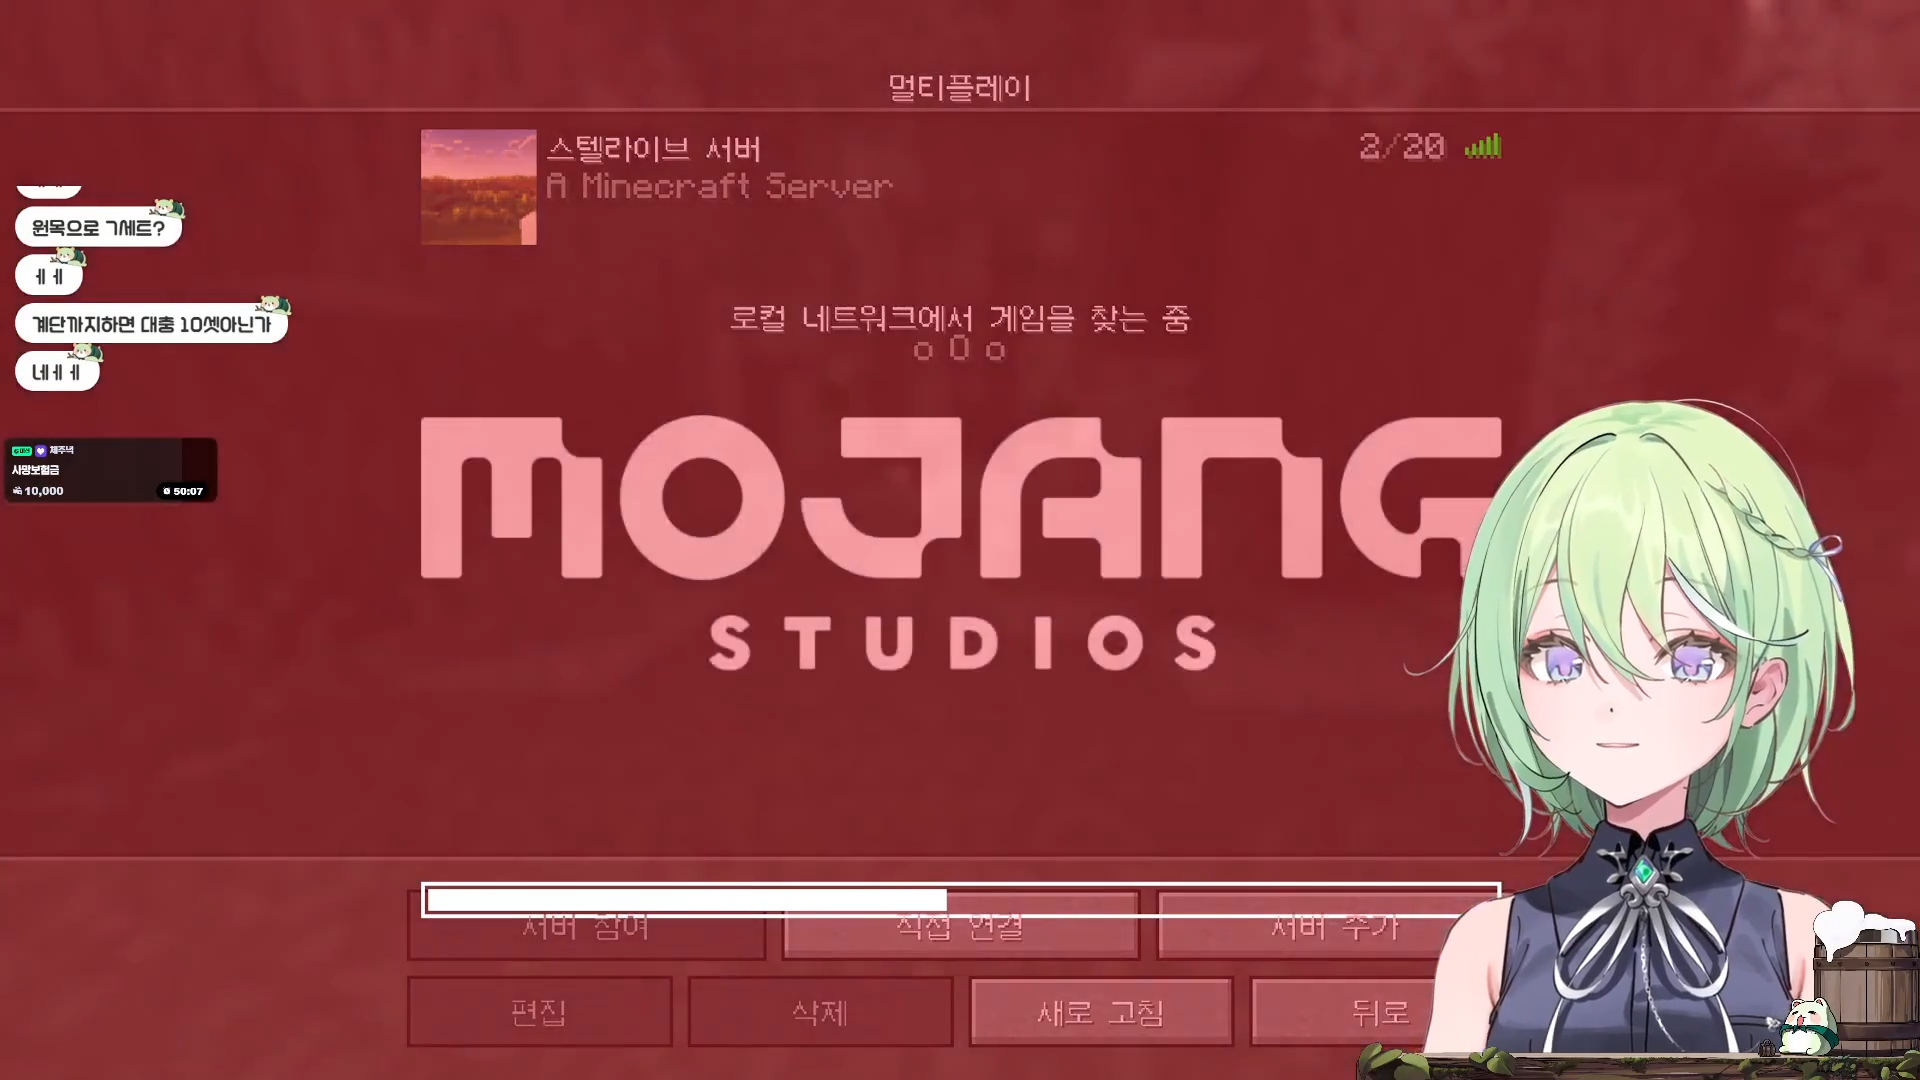 멀티플레이
스텔라이브 서버
2/20
A Minecraft Server
원목으로 7세트?
ㅔㅔ
계단까지하면 대충 10셋아닌가
네ㅔㅔ
로컬 네트워크에서 게임을 찾는 중
o O o
사망보험금
10,000
50:07
MOJANG
STUDIOS
서버 참여
직접 연결
서버 추가
편집
삭제
새로 고침
뒤로